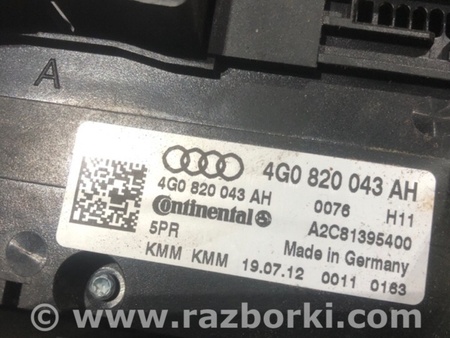 A
4G0 820 043 AH
4G0 820 043 AH
0076 H11
Continental
A2C81395400
5PR
Made in Germany
KMM KMM 19.07.12 0011 0163
© www.razborki.com